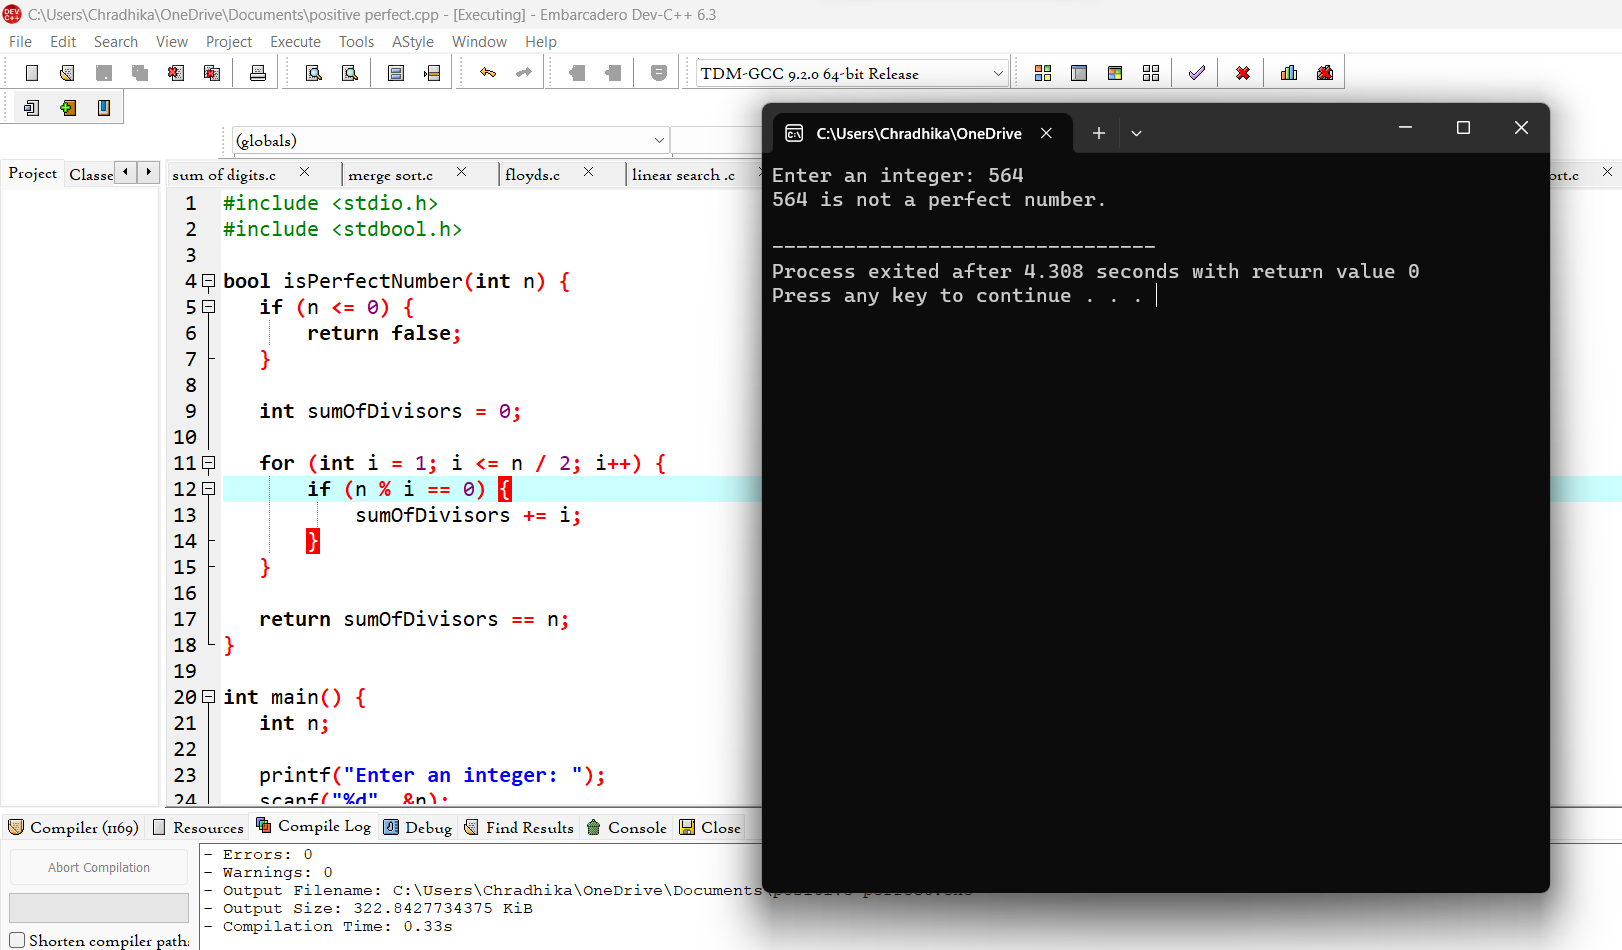 C:\Users\Chradhika\OneDrive\Documents\positive perfect.cpp - [Executing] - Embarcadero Dev-C++ 6.3
File Edit Search View Project Execute Tools AStyle Window Help
TDM-GCC 9.2.0 64-bit Release
(globals)
Project Classe
sum of digits.c merge sort.c floyds.c linear search .c ort.c
1 #include <stdio.h>
2 #include <stdbool.h>
3
4 bool isPerfectNumber(int n) {
5 if (n <= 0) {
6 return false;
7 }
8
9 int sumOfDivisors = 0;
10
11 for (int i = 1; i <= n / 2; i++) {
12 if (n % i == 0) {
13 sumOfDivisors += i;
14 }
15 }
16
17 return sumOfDivisors == n;
18 }
19
20 int main() {
21 int n;
22
23 printf("Enter an integer: ");
24 scanf("%d", &n);
C:\Users\Chradhika\OneDrive
Enter an integer: 564
564 is not a perfect number.
--------------------------------
Process exited after 4.308 seconds with return value 0
Press any key to continue . . .
Compiler (1169) Resources Compile Log Debug Find Results Console Close
Abort Compilation
Shorten compiler path
- Errors: 0
- Warnings: 0
- Output Filename: C:\Users\Chradhika\OneDrive\Documents\positive perfect.exe
- Output Size: 322.8427734375 KiB
- Compilation Time: 0.33s